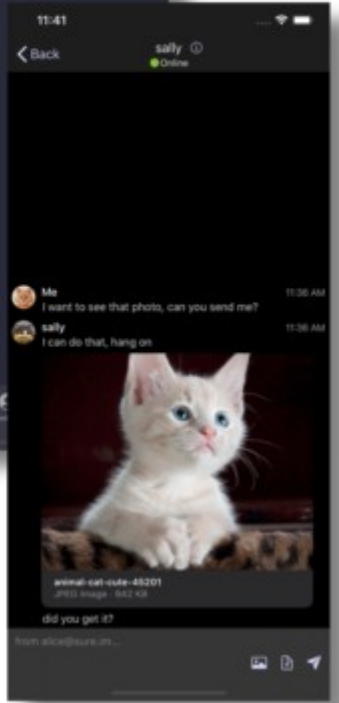 11:41
Back
sally
Online
Me 11:36 AM
I want to see that photo, can you send me?
sally 11:36 AM
I can do that, hang on
animal-cat-cute-45201
JPEG Image · 842 KB
did you get it?
from alice@sure.im...